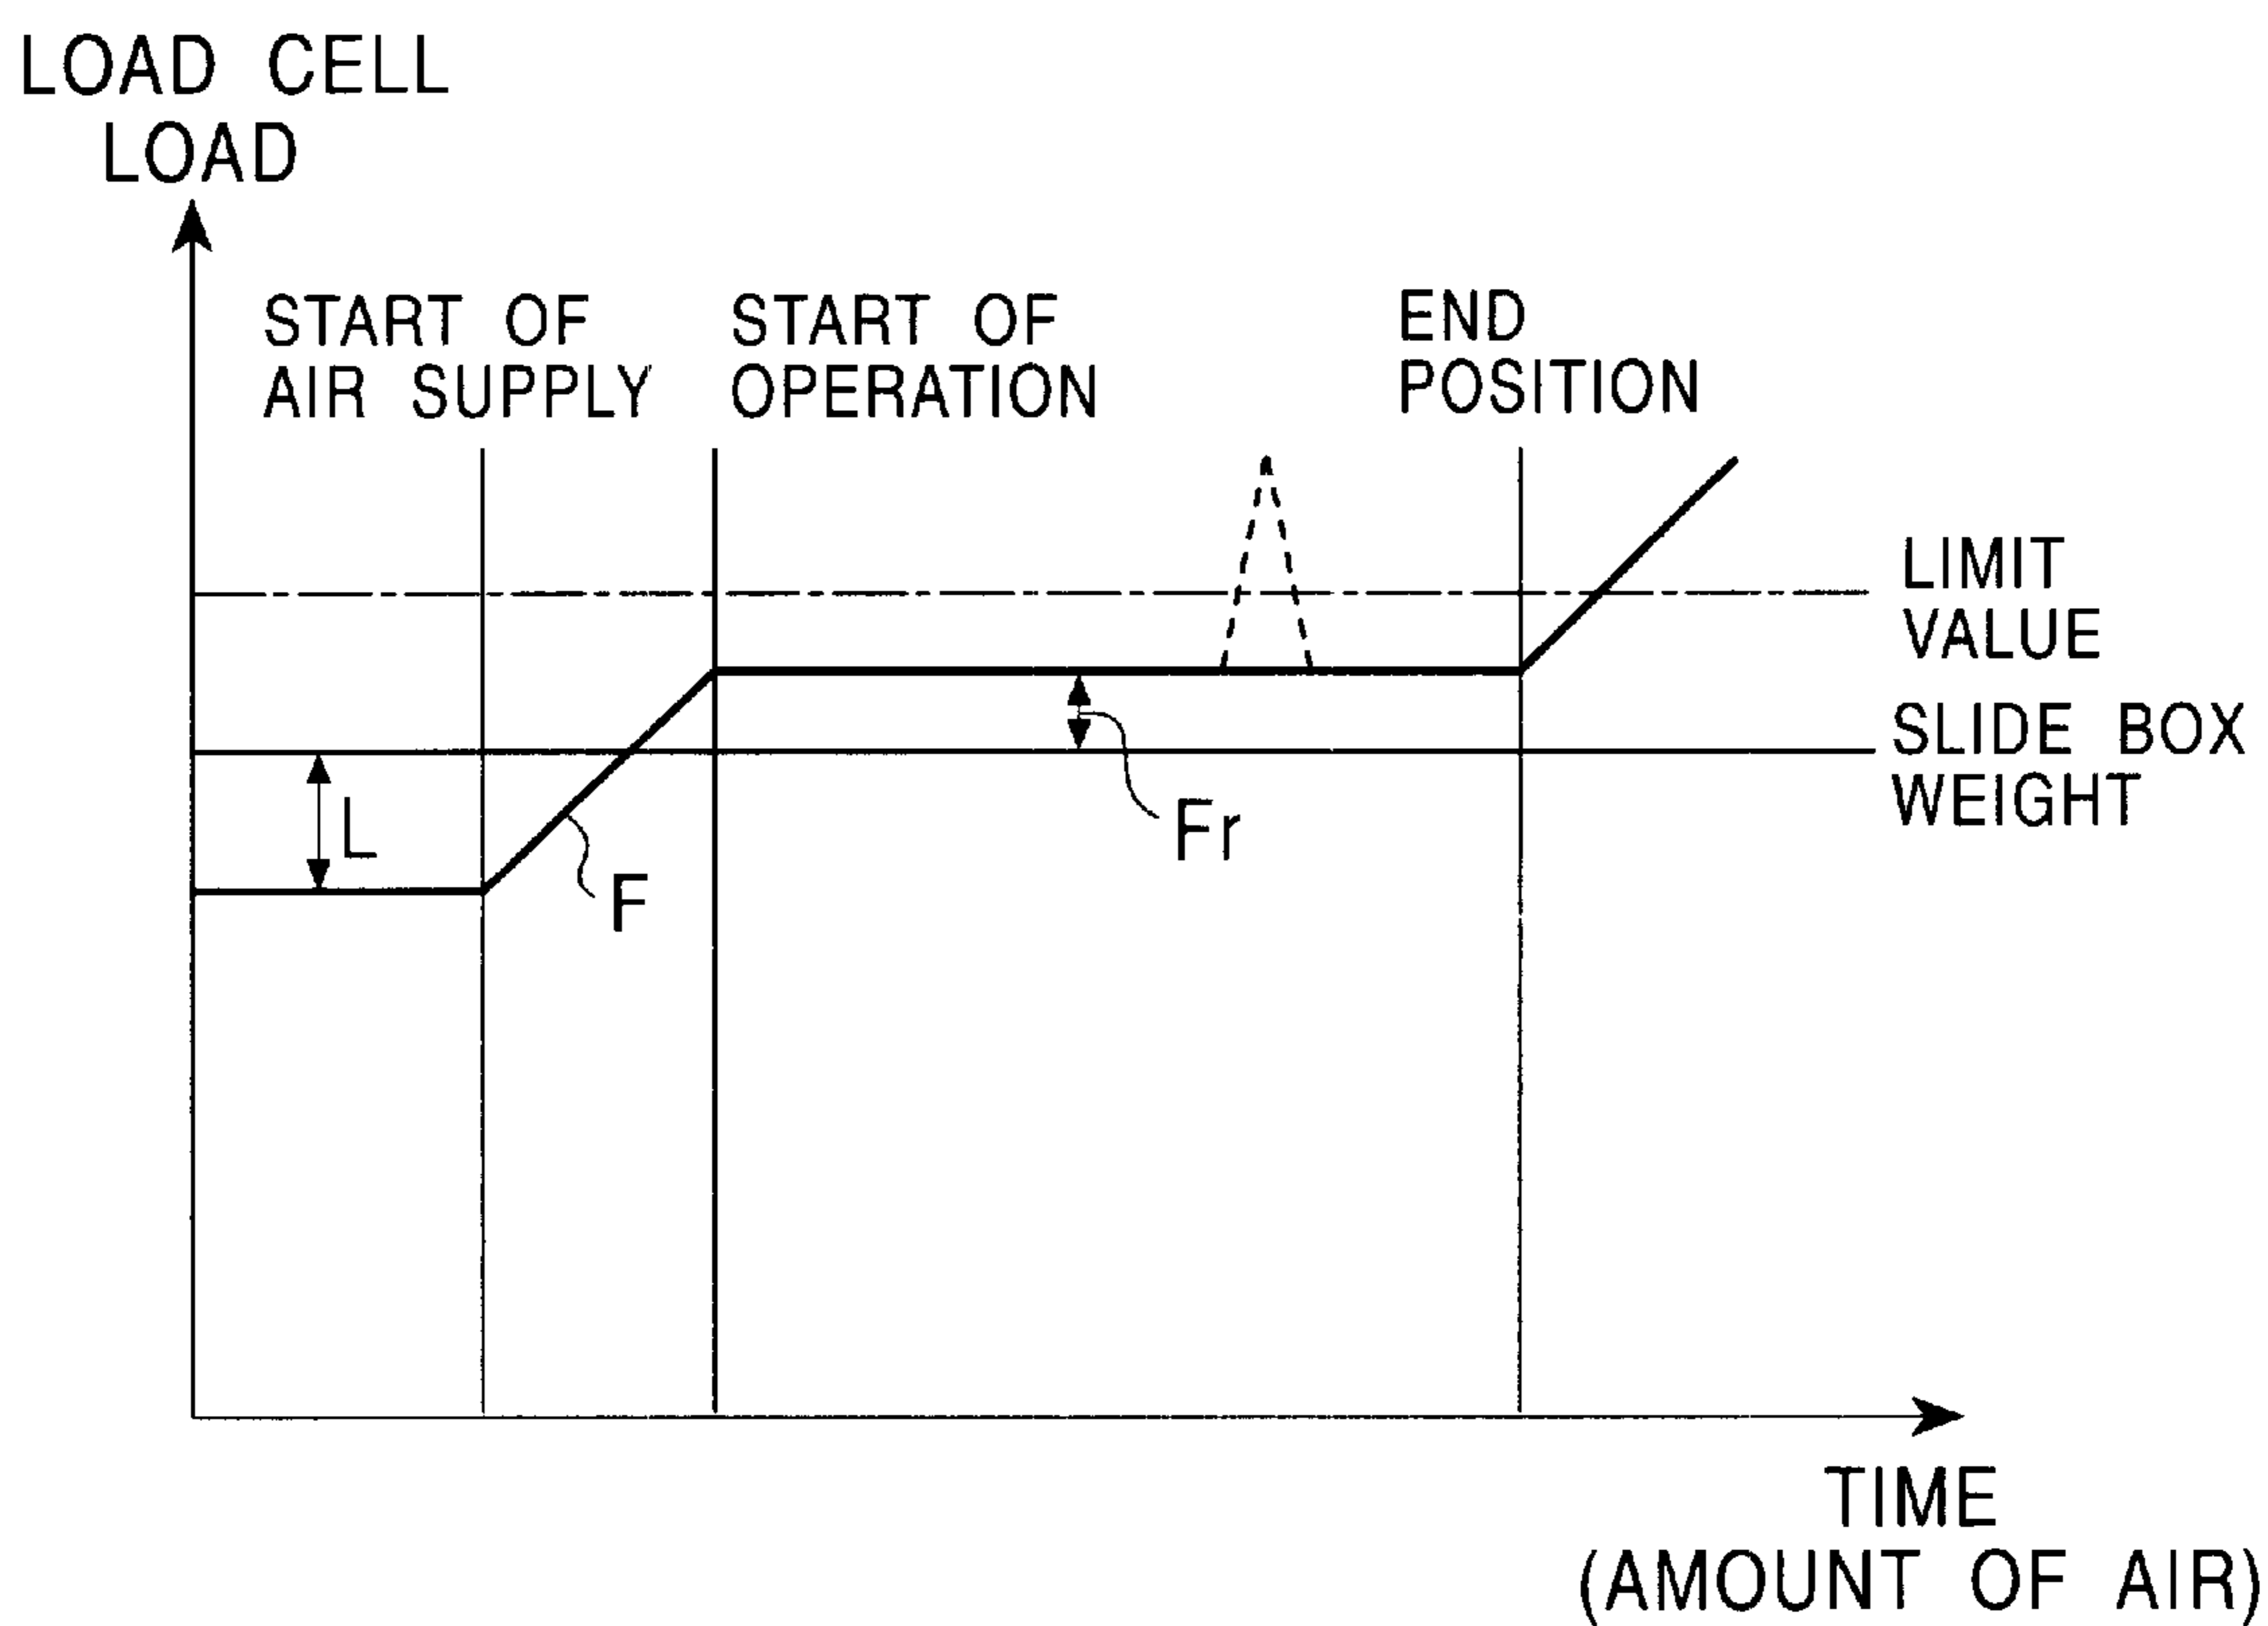 LOAD CELL
LOAD
START OF
AIR SUPPLY
START OF
OPERATION
END
POSITION
LIMIT
VALUE
SLIDE BOX
WEIGHT
L
F
Fr
TIME
(AMOUNT OF AIR)